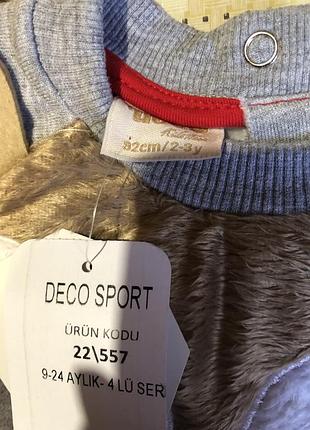 92cm/2-3y
DECO SPORT
ÜRÜN KODU
22\557
9-24 AYLIK- 4 LÜ SER